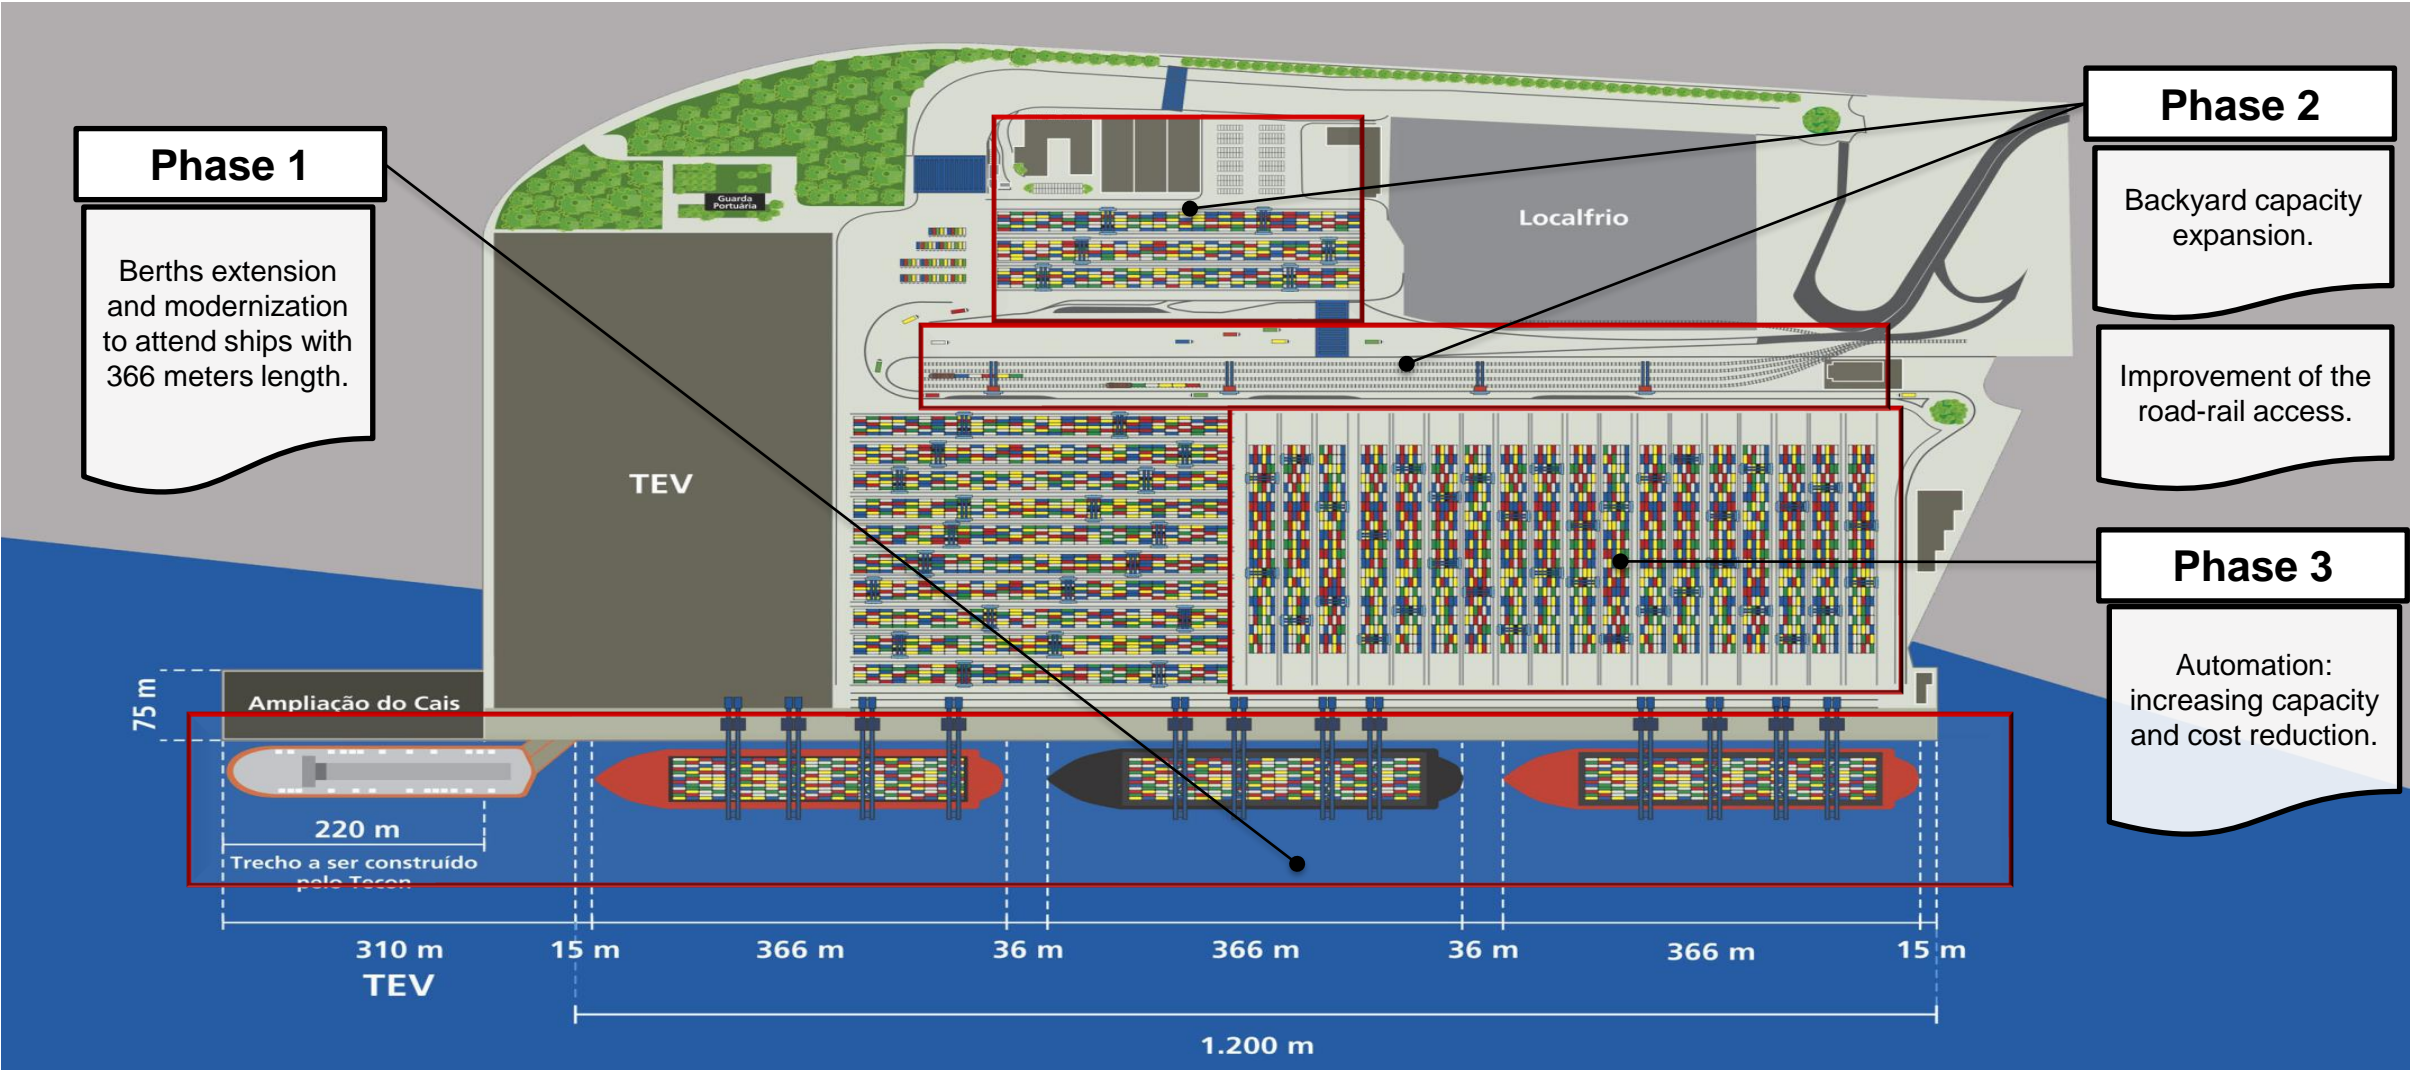 Phase 1
Berths extension
and modernization
to attend ships with
366 meters length.
Phase 2
Backyard capacity
expansion.
Improvement of the
road-rail access.
Phase 3
Automation:
increasing capacity
and cost reduction.
Guarda
Portuária
Localfrio
TEV
75 m
Ampliação do Cais
220 m
Trecho a ser construído
pelo Tecon
310 m
TEV
15 m
366 m
36 m
366 m
36 m
366 m
15 m
1.200 m